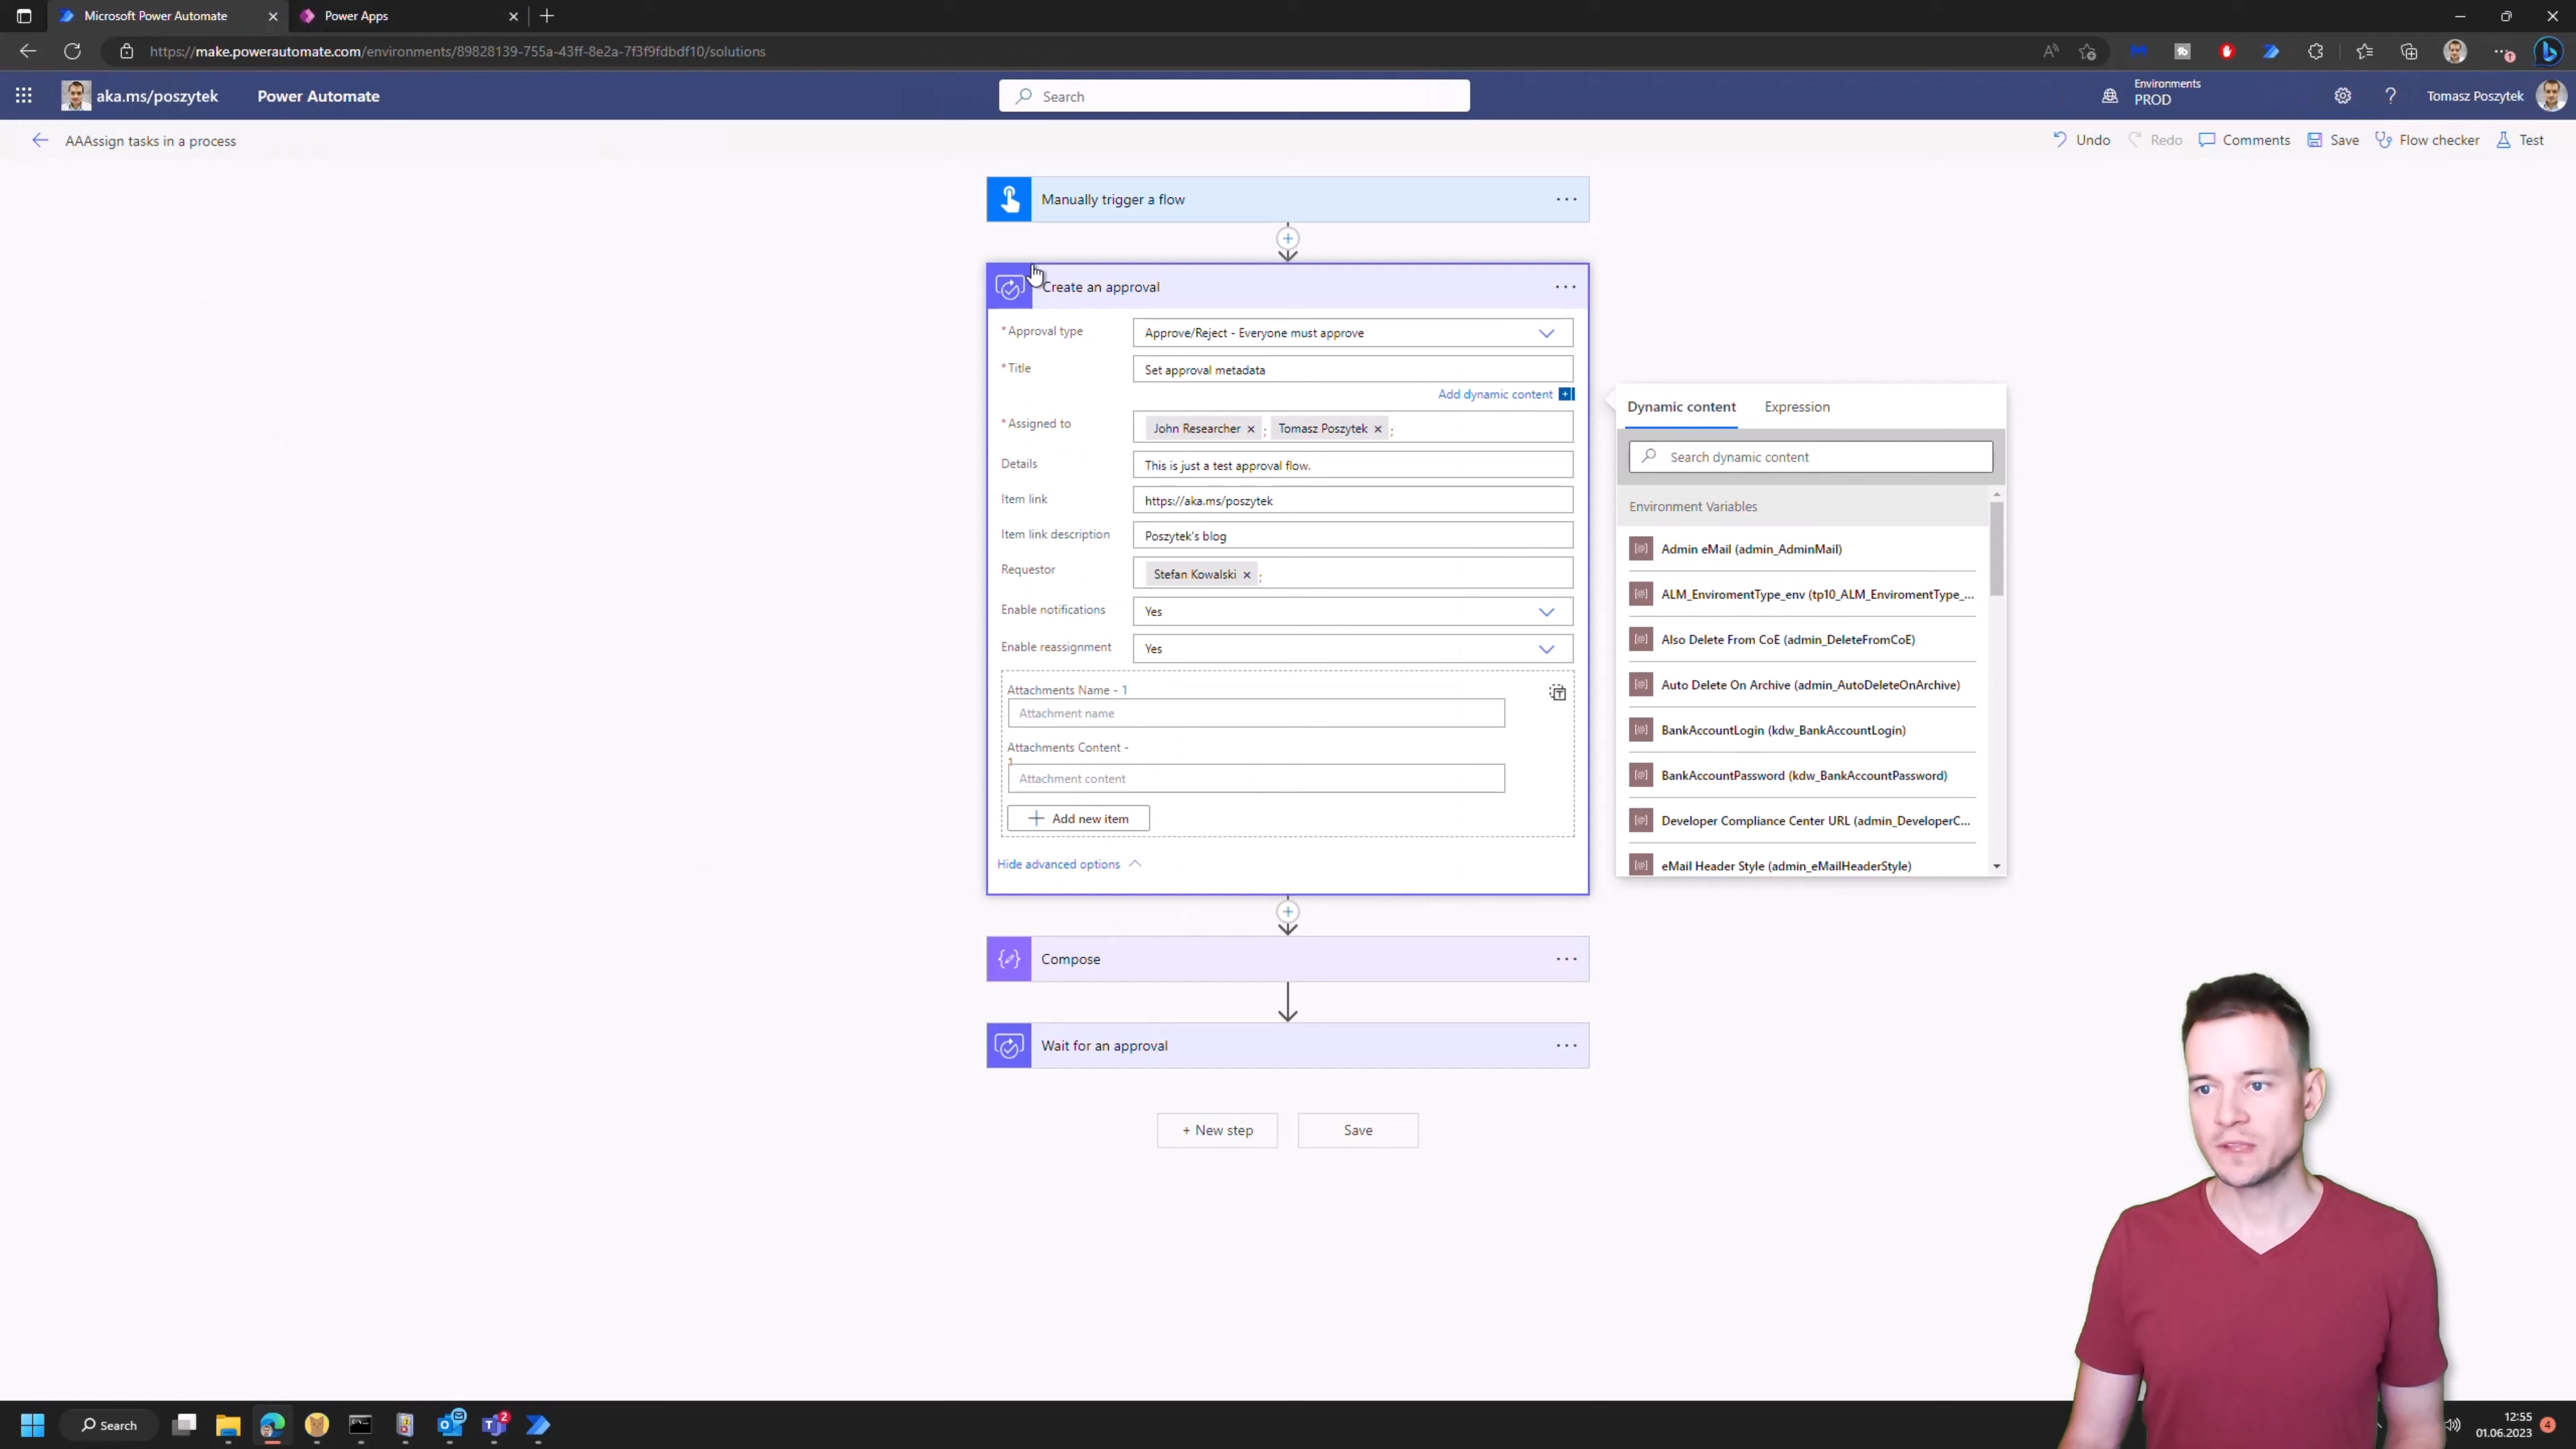 Microsoft Power Automate
Power Apps
https://make.powerautomate.com/environments/89828139-755a-43ff-8e2a-7f3f9fdbdf10/solutions
aka.ms/poszytek
Power Automate
Search
Environments
PROD
Tomasz Poszytek
AAAssign tasks in a process
Undo
Redo
Comments
Save
Flow checker
Test
Manually trigger a flow
Create an approval
* Approval type
Approve/Reject - Everyone must approve
* Title
Set approval metadata
Add dynamic content
* Assigned to
John Researcher × ; Tomasz Poszytek × ;
Details
This is just a test approval flow.
Item link
https://aka.ms/poszytek
Item link description
Poszytek's blog
Requestor
Stefan Kowalski × ;
Enable notifications
Yes
Enable reassignment
Yes
Attachments Name - 1
Attachment name
Attachments Content -
1
Attachment content
Add new item
Hide advanced options
Compose
Wait for an approval
+ New step
Save
Dynamic content
Expression
Search dynamic content
Environment Variables
Admin eMail (admin_AdminMail)
ALM_EnviromentType_env (tp10_ALM_EnviromentType_...
Also Delete From CoE (admin_DeleteFromCoE)
Auto Delete On Archive (admin_AutoDeleteOnArchive)
BankAccountLogin (kdw_BankAccountLogin)
BankAccountPassword (kdw_BankAccountPassword)
Developer Compliance Center URL (admin_DeveloperC...
eMail Header Style (admin_eMailHeaderStyle)
Search
2
12:55
01.06.2023
4